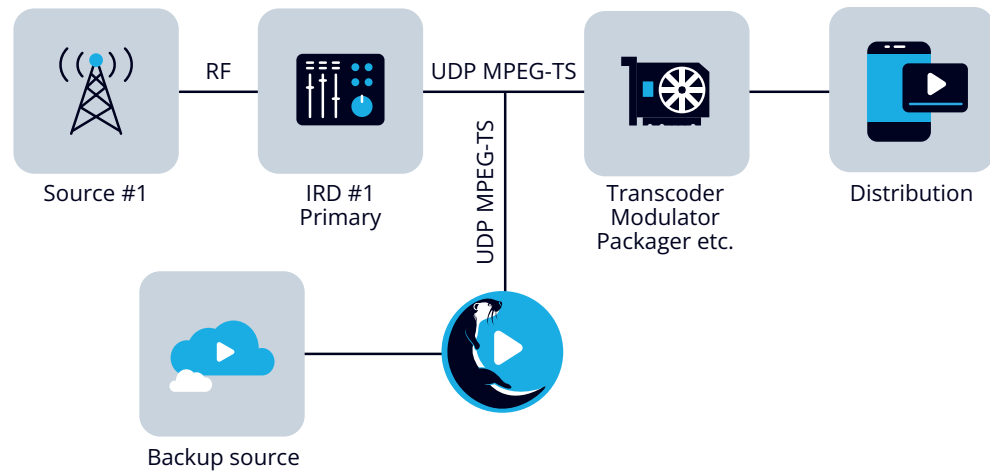 RF
UDP MPEG-TS
Source #1
IRD #1
Primary
UDP MPEG-TS
Transcoder
Modulator
Packager etc.
Distribution
Backup source